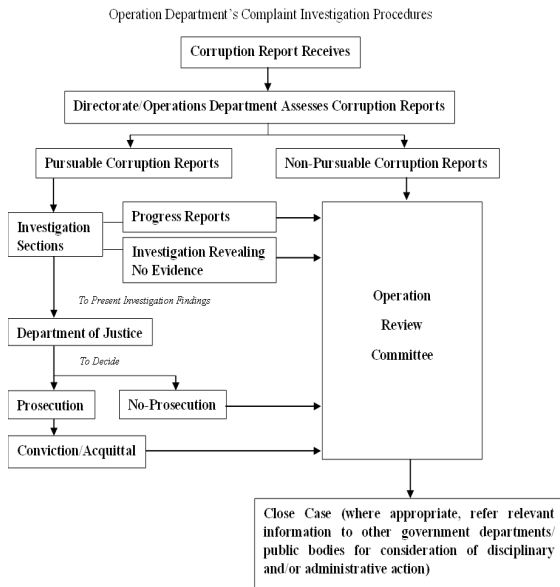 Operation Department's Complaint Investigation Procedures
Corruption Report Receives
Directorate/Operations Department Assesses Corruption Reports
Pursuable Corruption Reports
Non-Pursuable Corruption Reports
Investigation
Sections
Progress Reports
Investigation Revealing
No Evidence
Operation
Review
Committee
To Present Investigation Findings
Department of Justice
To Decide
Prosecution
No-Prosecution
Conviction/Acquittal
Close Case (where appropriate, refer relevant
information to other government departments/
public bodies for consideration of disciplinary
and/or administrative action)